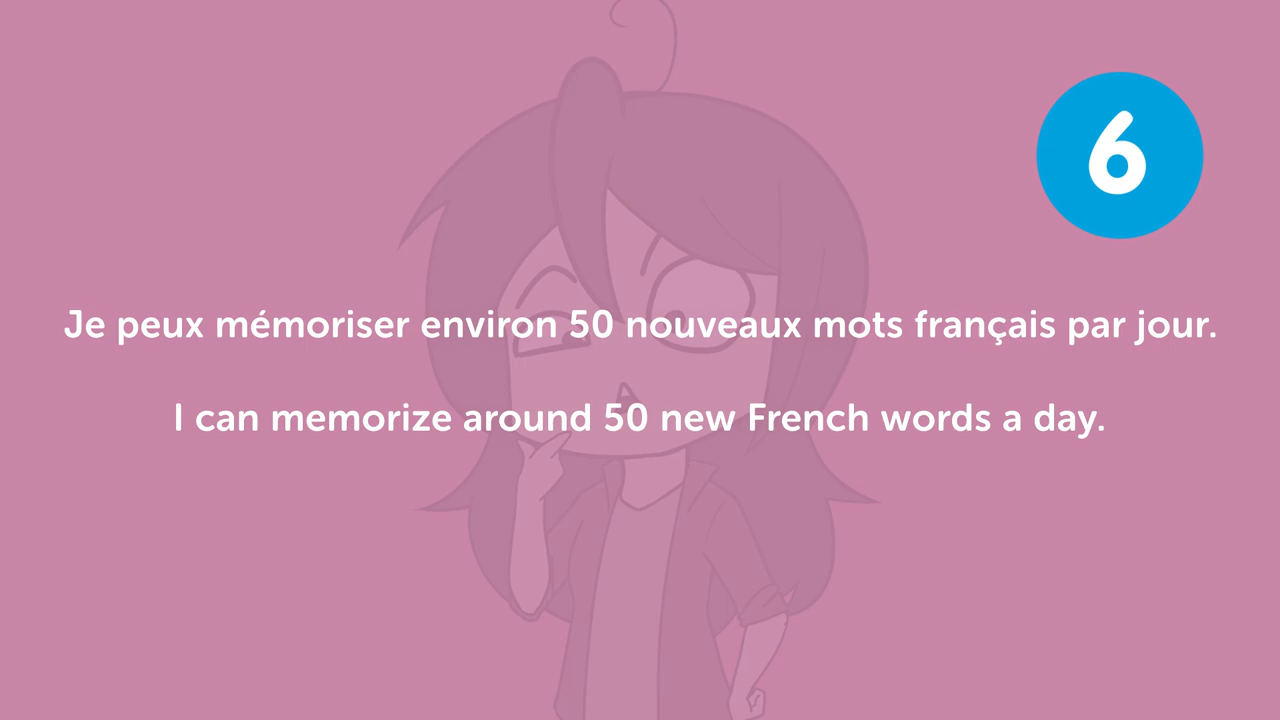 6
Je peux mémoriser environ 50 nouveaux mots français par jour.
I can memorize around 50 new French words a day.